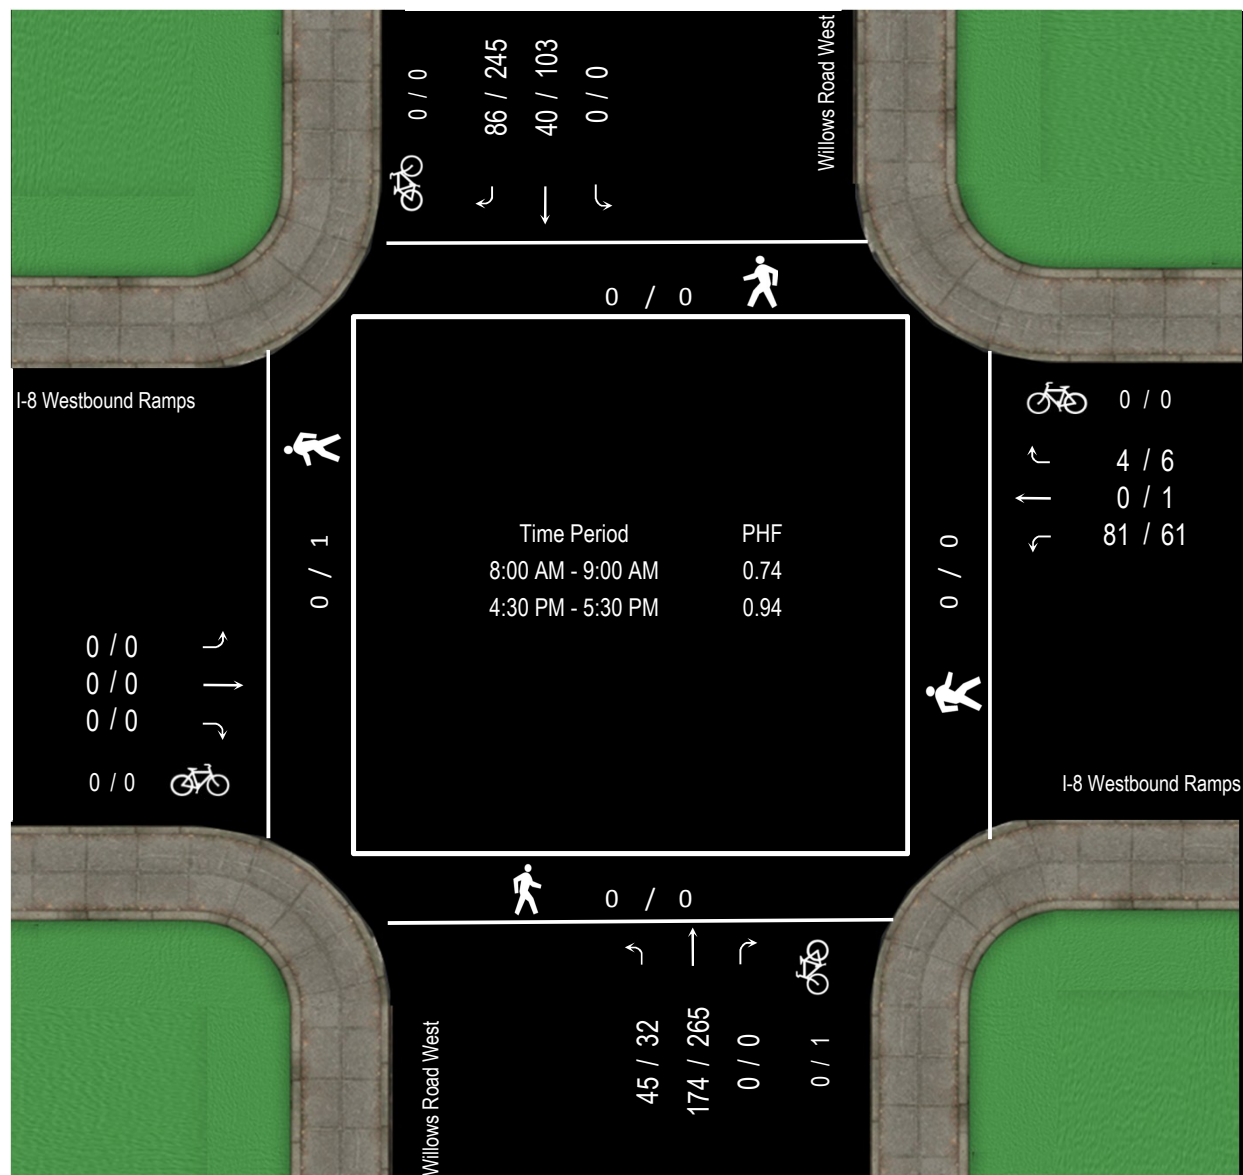 0 / 0
86 / 245
40 / 103
0 / 0
Willows Road West
0 / 0
I-8 Westbound Ramps
0 / 0
4 / 6
0 / 1
81 / 61
0 / 1
Time Period PHF
8:00 AM - 9:00 AM 0.74
4:30 PM - 5:30 PM 0.94
0 / 0
0 / 0
0 / 0
0 / 0
0 / 0
I-8 Westbound Ramps
0 / 0
Willows Road West
45 / 32
174 / 265
0 / 0
0 / 1